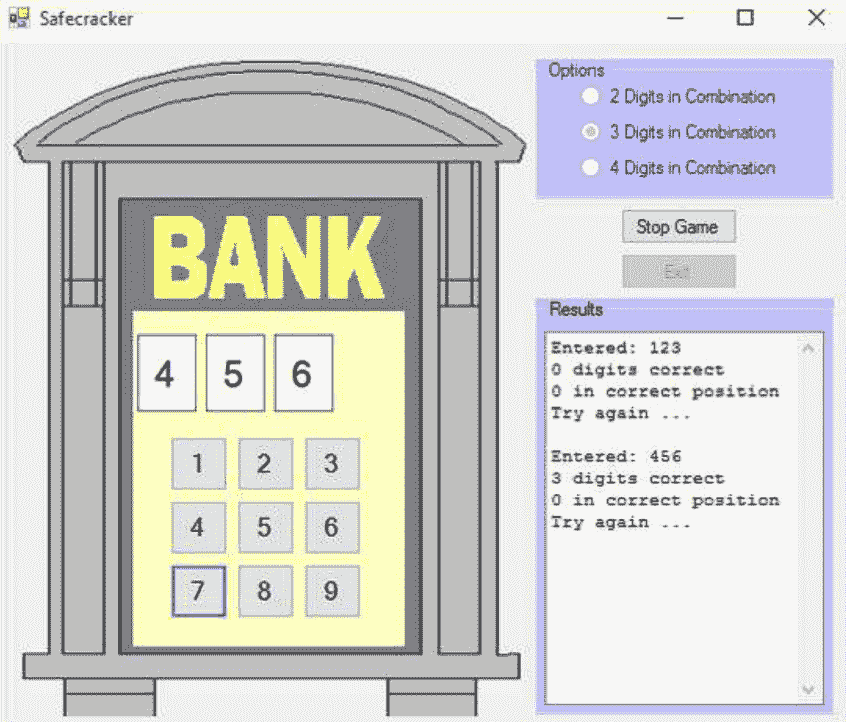 Safecracker
Options
2 Digits in Combination
3 Digits in Combination
4 Digits in Combination
Stop Game
Exit
BANK
4 5 6
1 2 3
4 5 6
7 8 9
Results
Entered: 123
0 digits correct
0 in correct position
Try again ...
Entered: 456
3 digits correct
0 in correct position
Try again ...